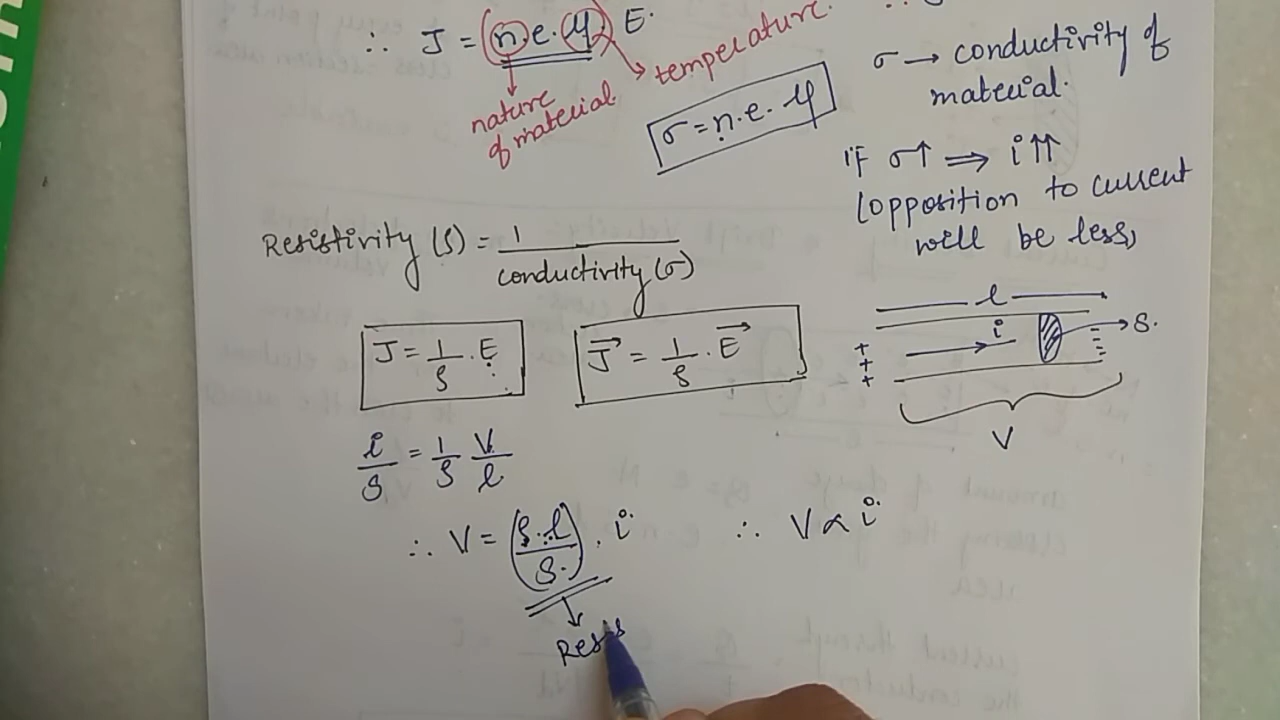 ∴ J = (n.e.μ) E.
nature of material.
temperature.
σ = n.e.μ
σ → conductivity of material.
if σ↑ ⟹ i↑↑
(opposition to current will be less)
Resistivity (ρ) = 1 / conductivity (σ)
J = 1/ρ . E
J⃗ = 1/ρ . E⃗
l
i
→ S.
+ + +
- - - -
V
i/S = 1/ρ V/l
∴ V = (ρ.l/S) . i
∴ V ∝ i
Resis